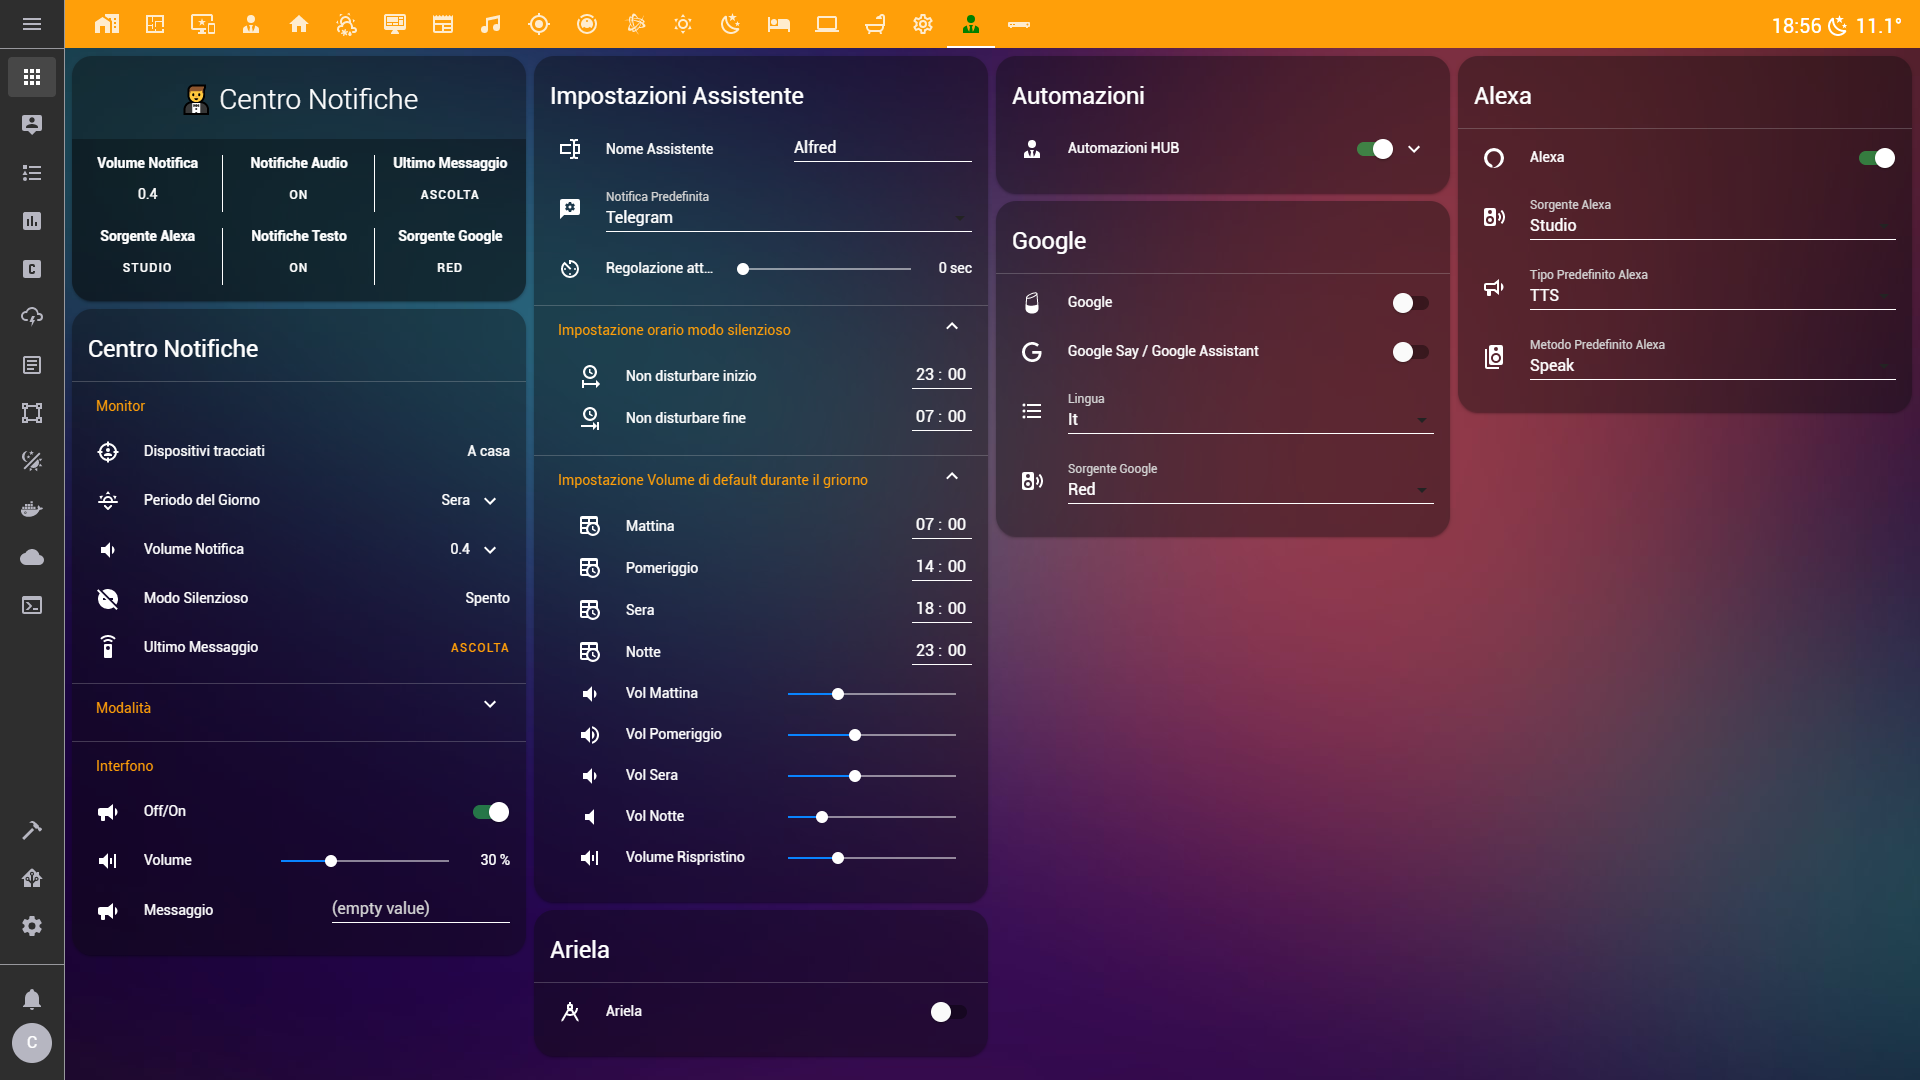 18:56 11.1°
Centro Notifiche
Volume Notifica
0.4
Notifiche Audio
ON
Ultimo Messaggio
ASCOLTA
Sorgente Alexa
STUDIO
Notifiche Testo
ON
Sorgente Google
RED
Centro Notifiche
Monitor
Dispositivi tracciati A casa
Periodo del Giorno Sera
Volume Notifica 0.4
Modo Silenzioso Spento
Ultimo Messaggio ASCOLTA
Modalità
Interfono
Off/On
Volume 30 %
Messaggio (empty value)
Impostazioni Assistente
Nome Assistente Alfred
Notifica Predefinita
Telegram
Regolazione att... 0 sec
Impostazione orario modo silenzioso
Non disturbare inizio 23 : 00
Non disturbare fine 07 : 00
Impostazione Volume di default durante il griorno
Mattina 07 : 00
Pomeriggio 14 : 00
Sera 18 : 00
Notte 23 : 00
Vol Mattina
Vol Pomeriggio
Vol Sera
Vol Notte
Volume Rispristino
Ariela
Ariela
Automazioni
Automazioni HUB
Google
Google
Google Say / Google Assistant
Lingua
It
Sorgente Google
Red
Alexa
Alexa
Sorgente Alexa
Studio
Tipo Predefinito Alexa
TTS
Metodo Predefinito Alexa
Speak
C
C